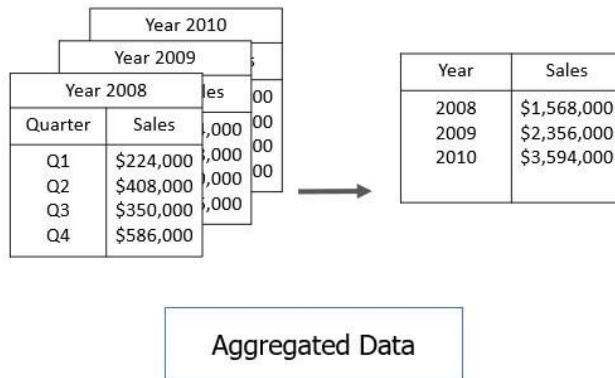 Year 2010
Year 2009
Year 2008
Quarter Sales
Q1 $224,000
Q2 $408,000
Q3 $350,000
Q4 $586,000
Year Sales
2008 $1,568,000
2009 $2,356,000
2010 $3,594,000
Aggregated Data